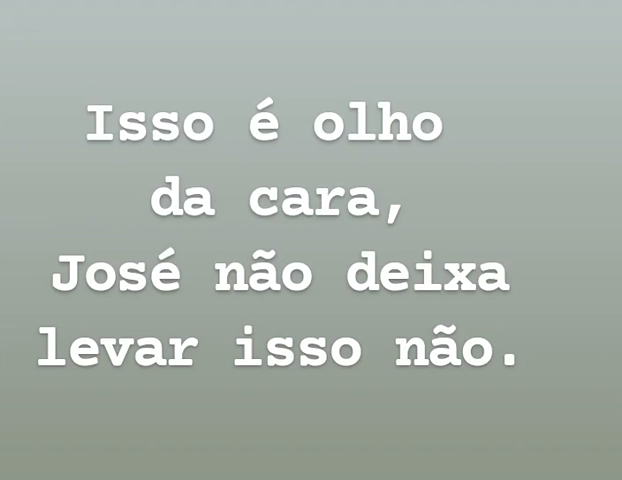 Isso é olho
da cara,
José não deixa
levar isso não.